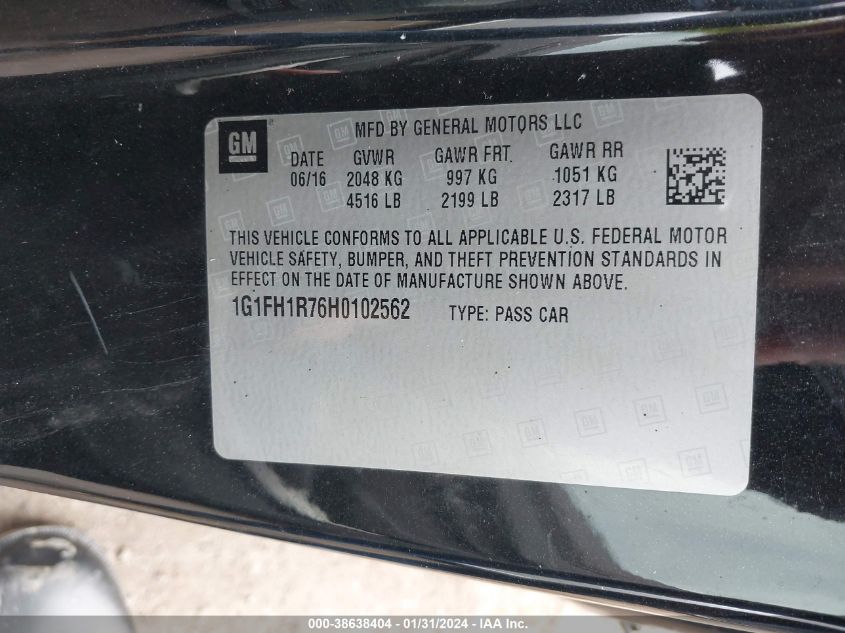 GM
MFD BY GENERAL MOTORS LLC
DATE GVWR GAWR FRT. GAWR RR
06/16 2048 KG 997 KG 1051 KG
4516 LB 2199 LB 2317 LB
THIS VEHICLE CONFORMS TO ALL APPLICABLE U.S. FEDERAL MOTOR
VEHICLE SAFETY, BUMPER, AND THEFT PREVENTION STANDARDS IN
EFFECT ON THE DATE OF MANUFACTURE SHOWN ABOVE.
1G1FH1R76H0102562 TYPE: PASS CAR
000-38638404 - 01/31/2024 - IAA Inc.